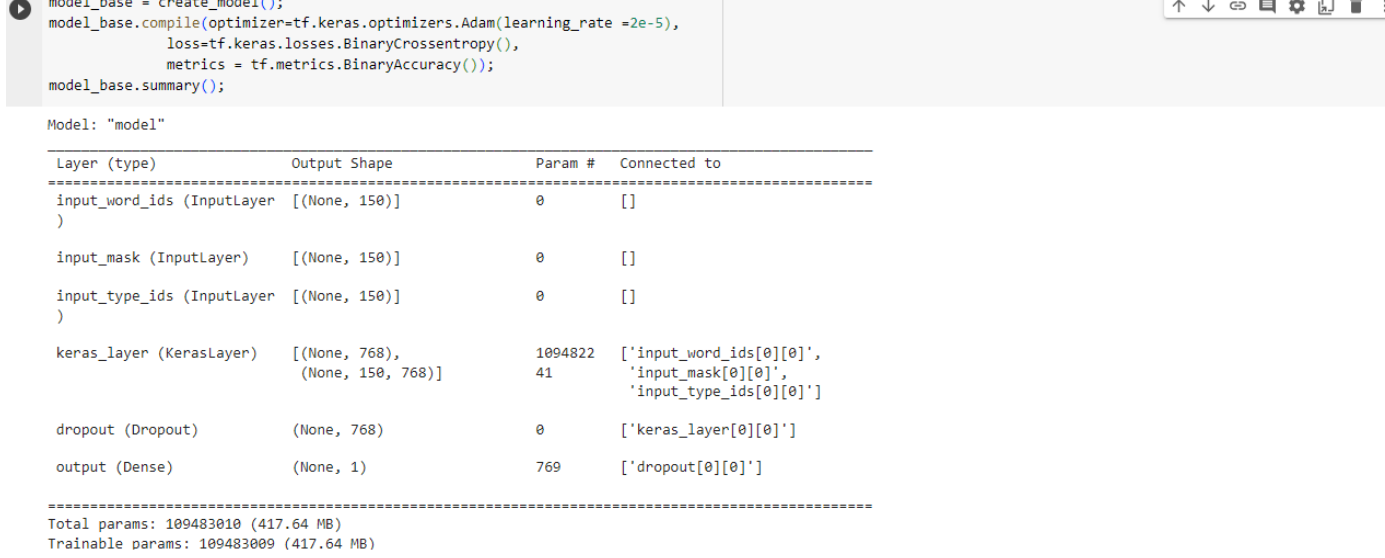 model_base = create_model();
model_base.compile(optimizer=tf.keras.optimizers.Adam(learning_rate =2e-5),
loss=tf.keras.losses.BinaryCrossentropy(),
metrics = tf.metrics.BinaryAccuracy());
model_base.summary();
Model: "model"
Layer (type) Output Shape Param # Connected to
input_word_ids (InputLayer [(None, 150)] 0 []
)
input_mask (InputLayer) [(None, 150)] 0 []
input_type_ids (InputLayer [(None, 150)] 0 []
)
keras_layer (KerasLayer) [(None, 768), 1094822 ['input_word_ids[0][0]',
(None, 150, 768)] 41 'input_mask[0][0]',
'input_type_ids[0][0]']
dropout (Dropout) (None, 768) 0 ['keras_layer[0][0]']
output (Dense) (None, 1) 769 ['dropout[0][0]']
Total params: 109483010 (417.64 MB)
Trainable params: 109483009 (417.64 MB)